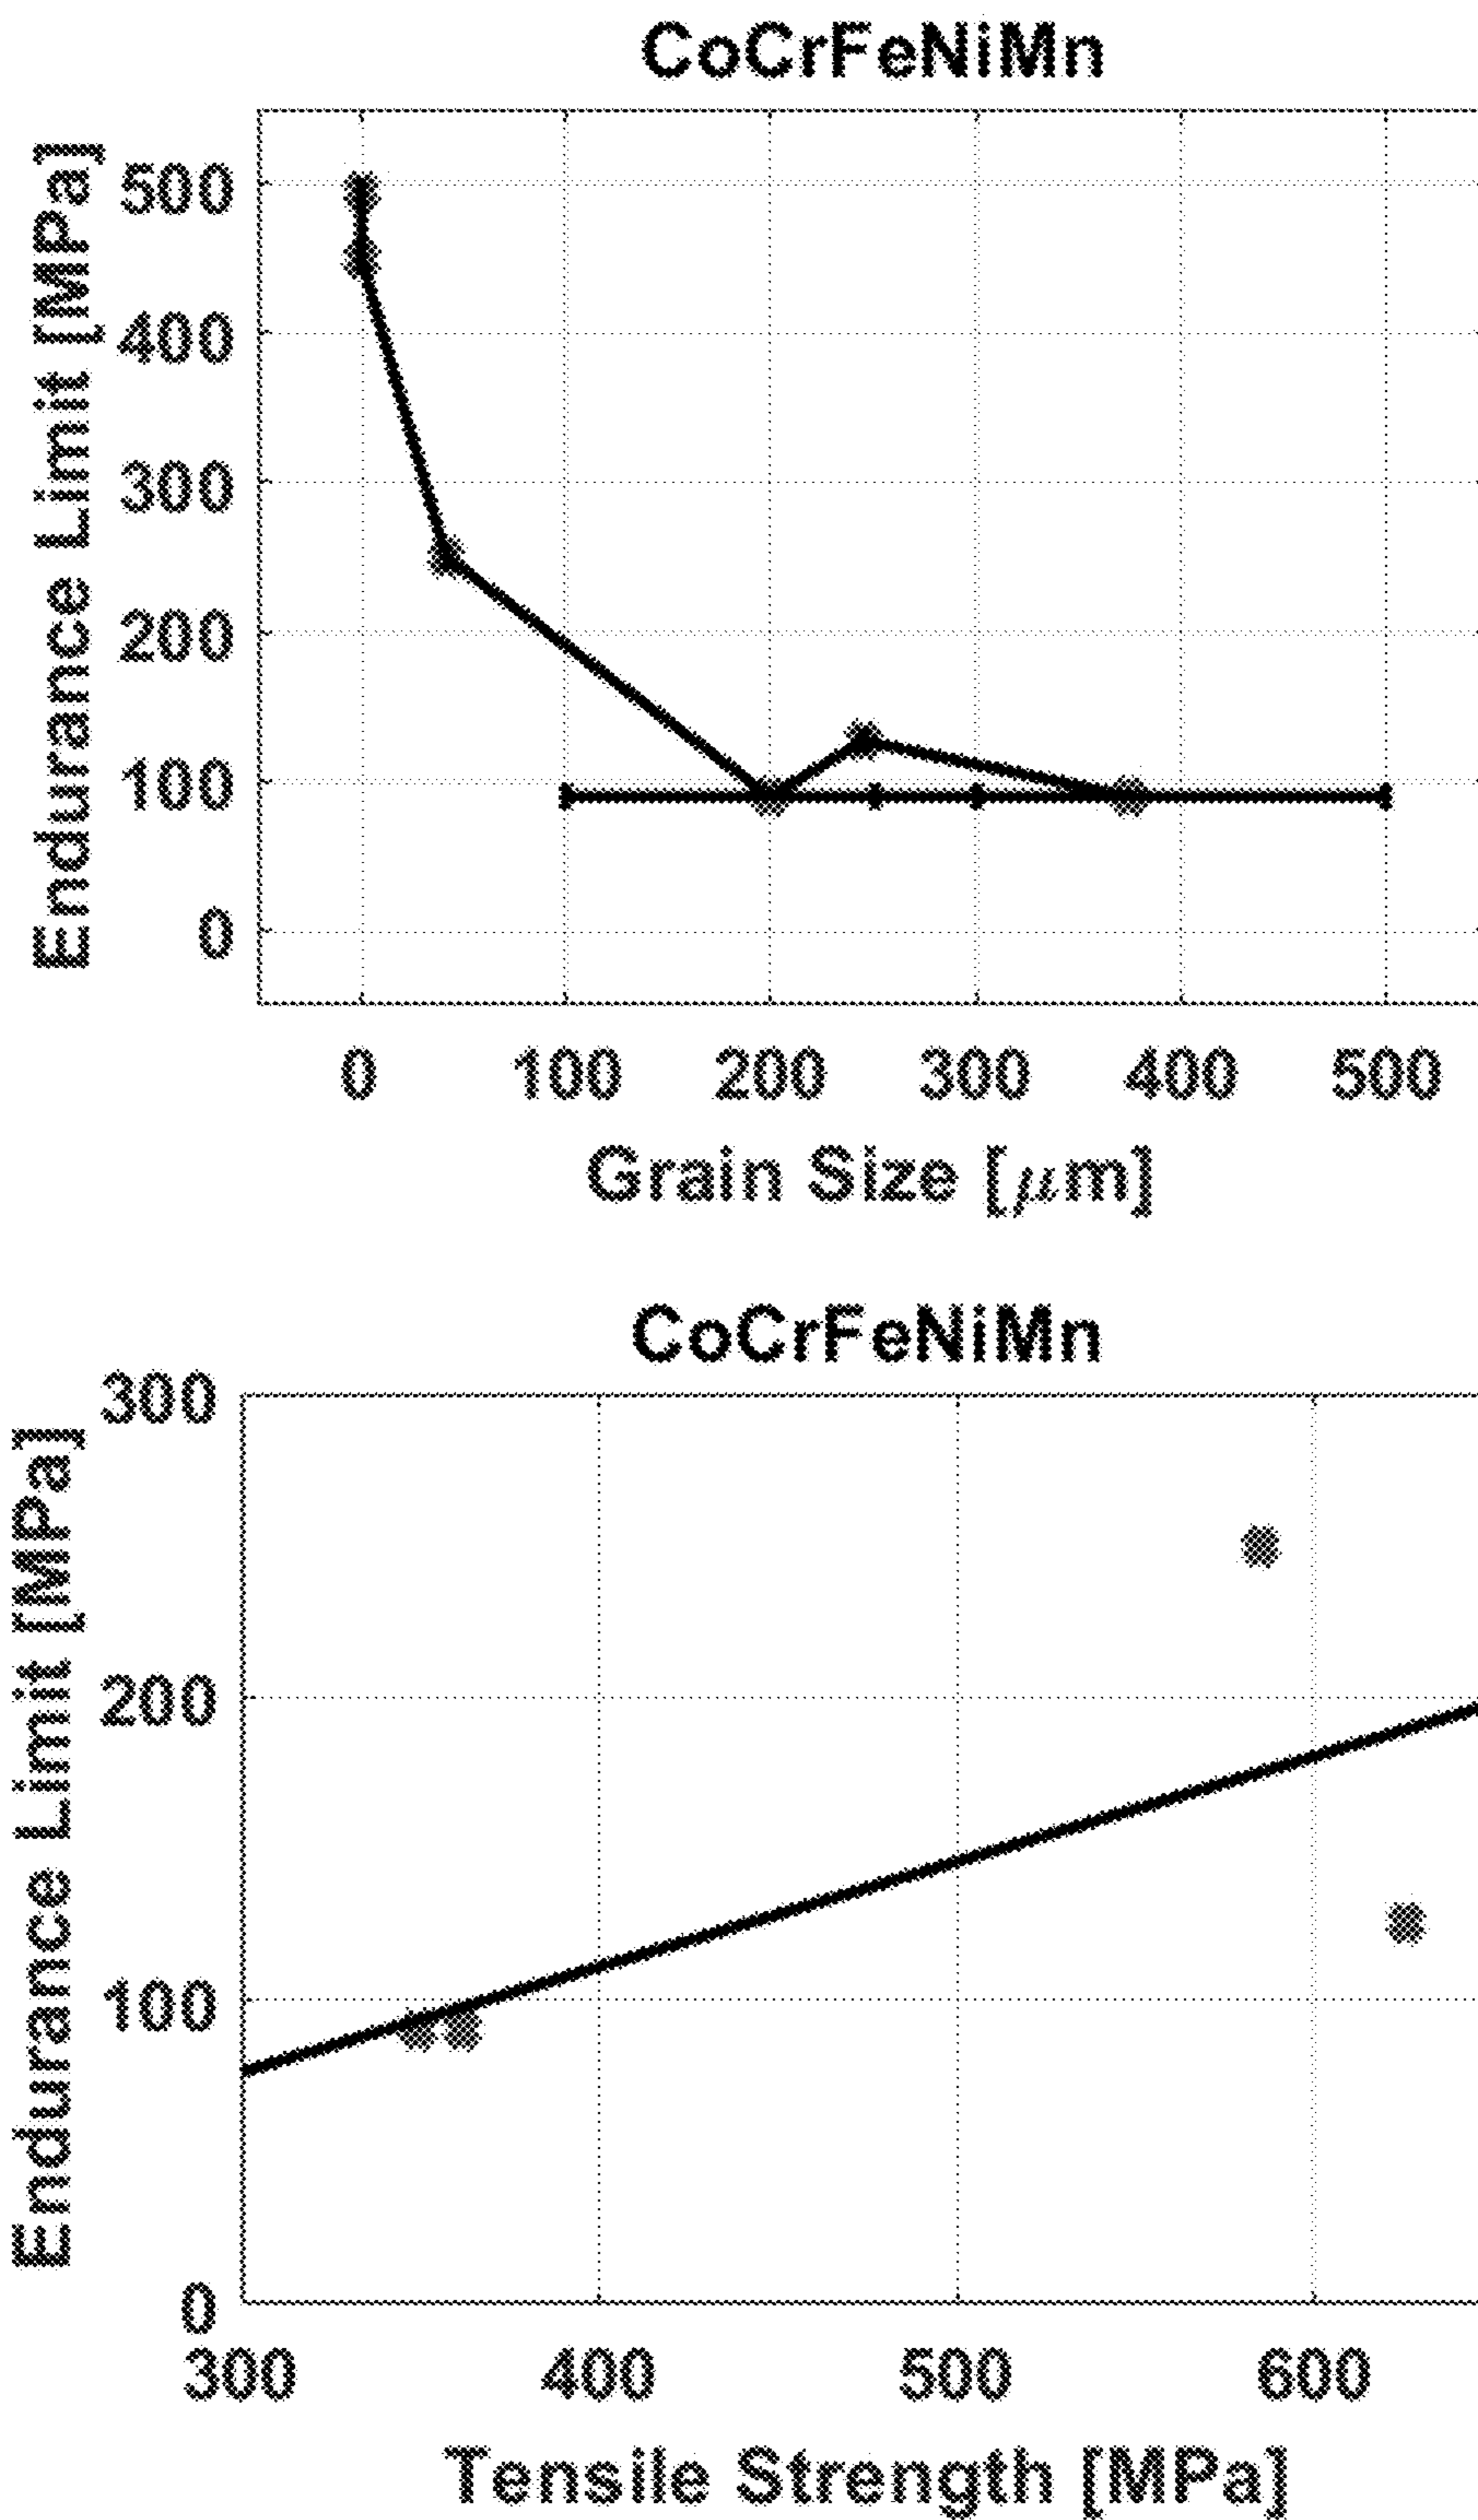 CoCrFeNiMn
Endurance Limit [MPa]
500
400
300
200
100
0
0 100 200 300 400 500
Grain Size [μm]
CoCrFeNiMn
Endurance Limit [MPa]
300
200
100
0
300 400 500 600
Tensile Strength [MPa]